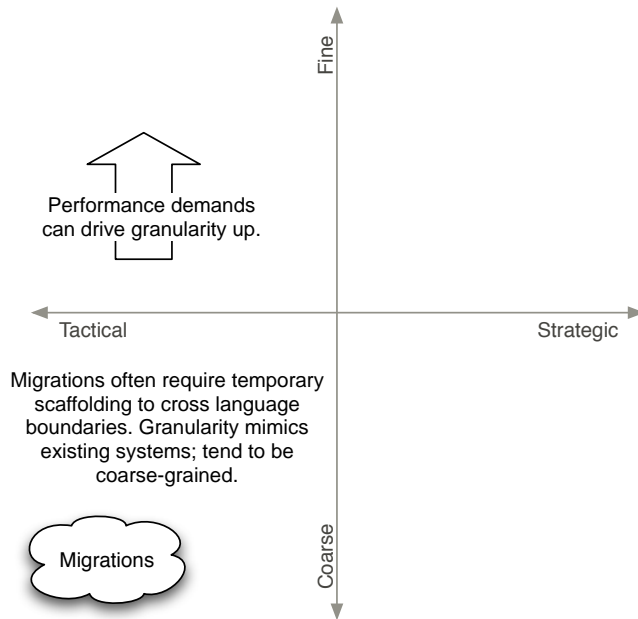 Fine
Performance demands
can drive granularity up.
Tactical
Strategic
Migrations often require temporary
scaffolding to cross language
boundaries. Granularity mimics
existing systems; tend to be
coarse-grained.
Migrations
Coarse